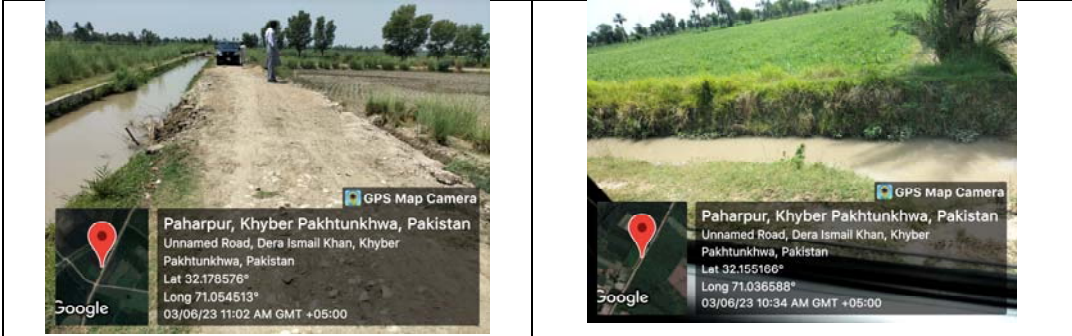 GPS Map Camera
Paharpur, Khyber Pakhtunkhwa, Pakistan
Unnamed Road, Dera Ismail Khan, Khyber
Pakhtunkhwa, Pakistan
Lat 32.178576°
Long 71.054513°
03/06/23 11:02 AM GMT +05:00
Google
GPS Map Camera
Paharpur, Khyber Pakhtunkhwa, Pakistan
Unnamed Road, Dera Ismail Khan, Khyber
Pakhtunkhwa, Pakistan
Lat 32.155166°
Long 71.036588°
03/06/23 10:34 AM GMT +05:00
Google